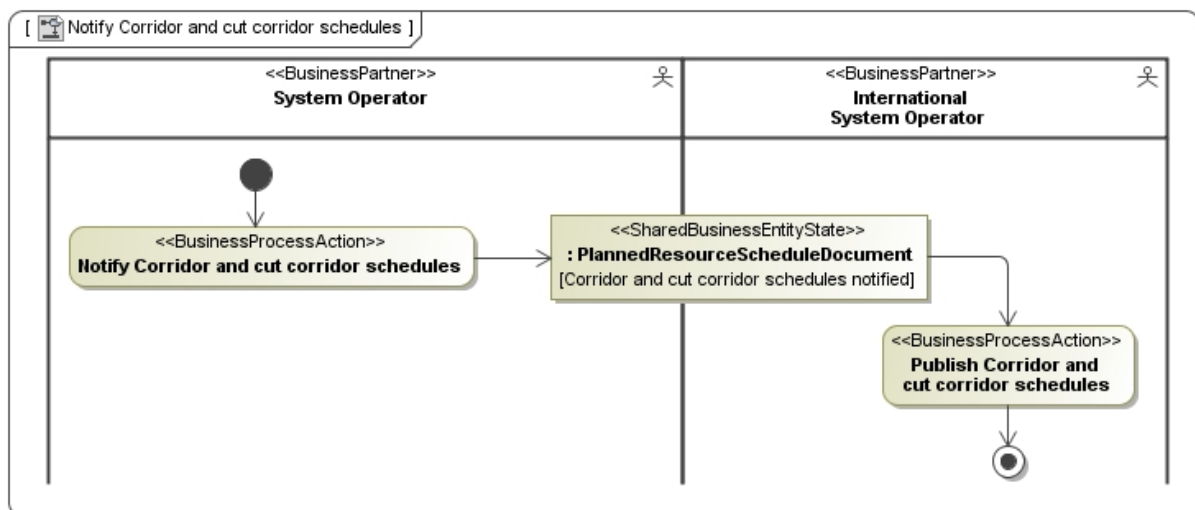 [ Notify Corridor and cut corridor schedules ]
<<BusinessPartner>>
System Operator
<<BusinessPartner>>
International
System Operator
<<BusinessProcessAction>>
Notify Corridor and cut corridor schedules
<<SharedBusinessEntityState>>
: PlannedResourceScheduleDocument
[Corridor and cut corridor schedules notified]
<<BusinessProcessAction>>
Publish Corridor and
cut corridor schedules